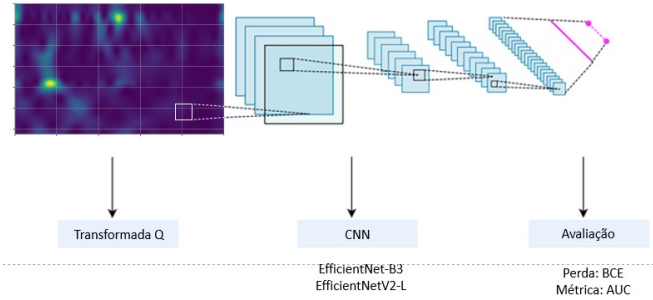 Transformada Q
CNN
Avaliação
EfficientNet-B3
EfficientNetV2-L
Perda: BCE
Métrica: AUC